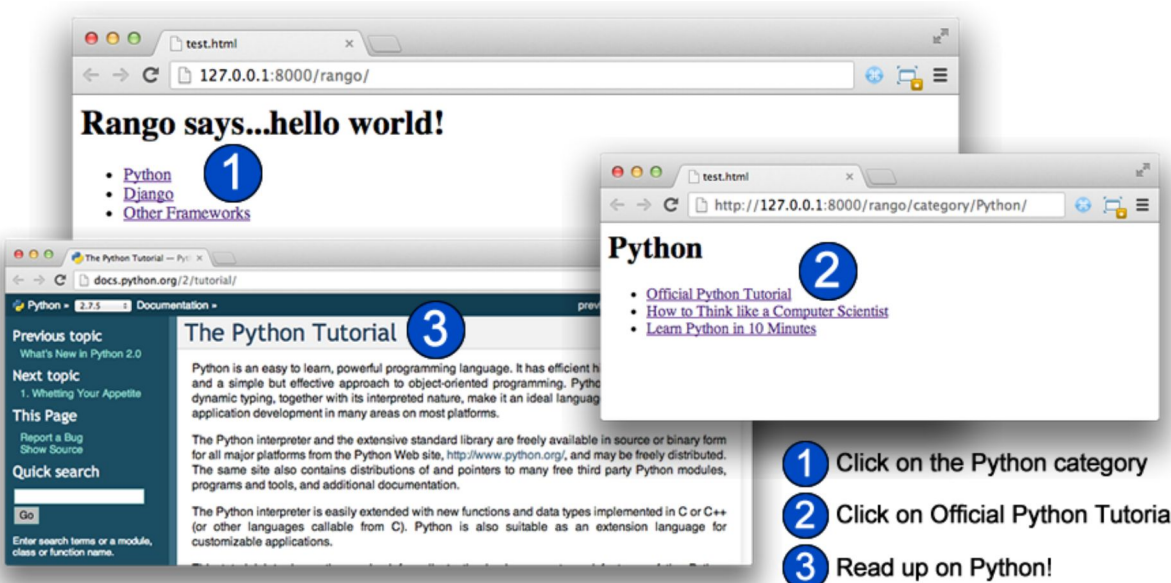 test.html
127.0.0.1:8000/rango/
Rango says...hello world!
Python
Django
Other Frameworks
1
test.html
http://127.0.0.1:8000/rango/category/Python/
Python
Official Python Tutorial
How to Think like a Computer Scientist
Learn Python in 10 Minutes
2
The Python Tutorial —
docs.python.org/2/tutorial/
Python » 2.7.5 Documentation »
Previous topic
What's New in Python 2.0
Next topic
1. Whetting Your Appetite
This Page
Report a Bug
Show Source
Quick search
Go
Enter search terms or a module,
class or function name.
The Python Tutorial
3
Python is an easy to learn, powerful programming language. It has efficient
and a simple but effective approach to object-oriented programming.
dynamic typing, together with its interpreted nature, make it an ideal
application development in many areas on most platforms.
The Python interpreter and the extensive standard library are freely available in source or binary form
for all major platforms from the Python Web site, http://www.python.org/, and may be freely distributed.
The same site also contains distributions of and pointers to many free third party Python modules,
programs and tools, and additional documentation.
The Python interpreter is easily extended with new functions and data types implemented in C or C++
(or other languages callable from C). Python is also suitable as an extension language for
customizable applications.
1 Click on the Python category
2 Click on Official Python Tutoria
3 Read up on Python!